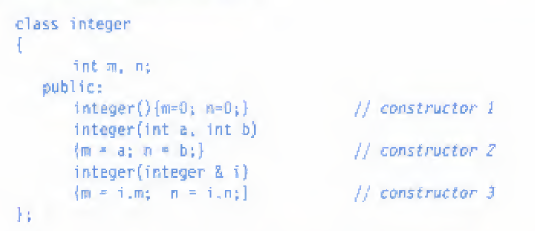 class integer
{
int m, n;
public:
integer(){m=0; n=0;} // constructor 1
integer(int a, int b)
{m = a; n = b;} // constructor 2
integer(integer & i)
{m = i.m; n = i.n;} // constructor 3
};